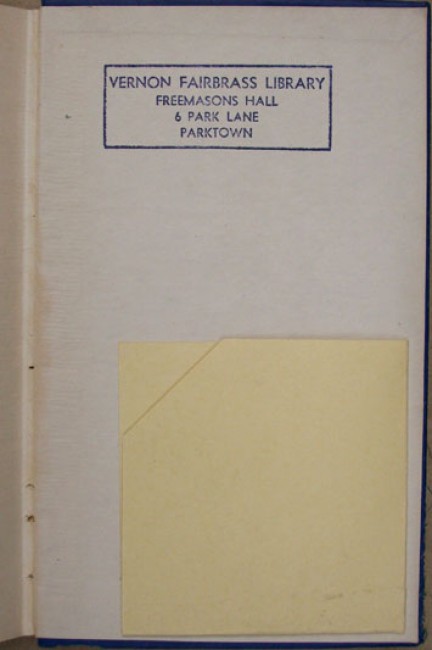 VERNON FAIRBRASS LIBRARY
FREEMASONS HALL
6 PARK LANE
PARKTOWN